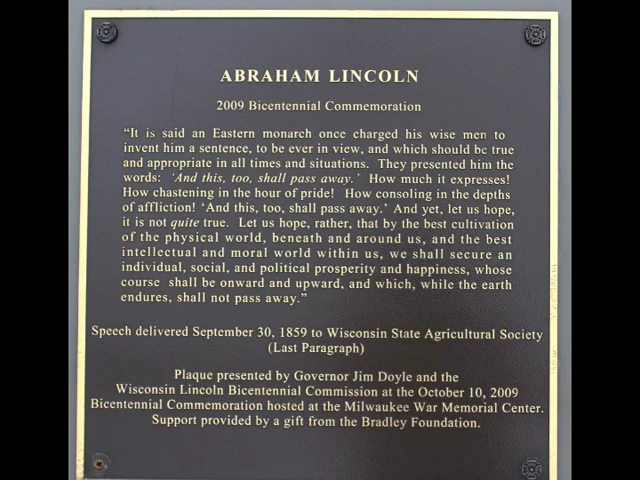 ABRAHAM LINCOLN
2009 Bicentennial Commemoration
“It is said an Eastern monarch once charged his wise men to
invent him a sentence, to be ever in view, and which should be true
and appropriate in all times and situations. They presented him the
words: ‘And this, too, shall pass away.’ How much it expresses!
How chastening in the hour of pride! How consoling in the depths
of affliction! ‘And this, too, shall pass away.’ And yet, let us hope,
it is not quite true. Let us hope, rather, that by the best cultivation
of the physical world, beneath and around us, and the best
intellectual and moral world within us, we shall secure an
individual, social, and political prosperity and happiness, whose
course shall be onward and upward, and which, while the earth
endures, shall not pass away.”
Speech delivered September 30, 1859 to Wisconsin State Agricultural Society
(Last Paragraph)
Plaque presented by Governor Jim Doyle and the
Wisconsin Lincoln Bicentennial Commission at the October 10, 2009
Bicentennial Commemoration hosted at the Milwaukee War Memorial Center.
Support provided by a gift from the Bradley Foundation.